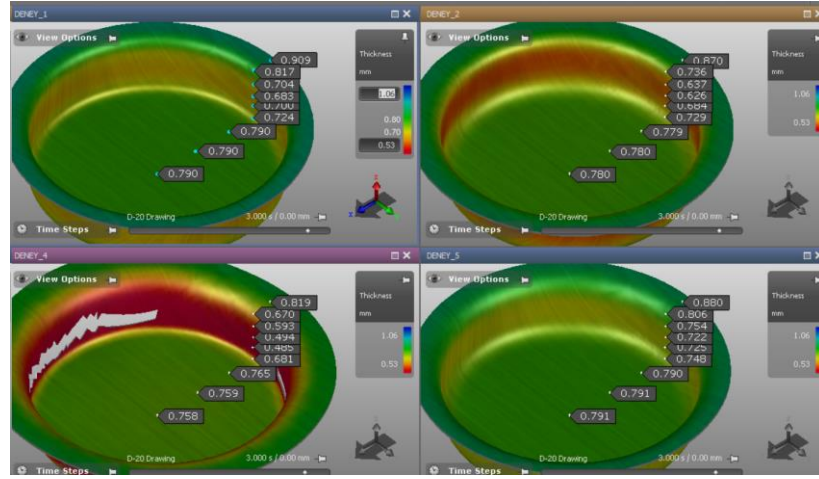 DENEY_1
View Options
0.909
0.817
0.704
0.683
0.700
0.724
0.790
0.790
0.790
Thickness
mm
1.06
0.80
0.70
0.53
D-20 Drawing
3.000 s / 0.00 mm
Time Steps
DENEY_2
View Options
0.870
0.736
0.637
0.626
0.684
0.729
0.779
0.780
0.780
Thickness
mm
1.06
0.53
D-20 Drawing
3.000 s / 0.00 mm
Time Steps
DENEY_4
View Options
0.819
0.670
0.593
0.494
0.485
0.681
0.765
0.759
0.758
Thickness
mm
1.06
0.53
D-20 Drawing
3.000 s / 0.00 mm
Time Steps
DENEY_5
View Options
0.880
0.806
0.754
0.722
0.725
0.748
0.790
0.791
0.791
Thickness
mm
1.06
0.53
D-20 Drawing
3.000 s / 0.00 mm
Time Steps